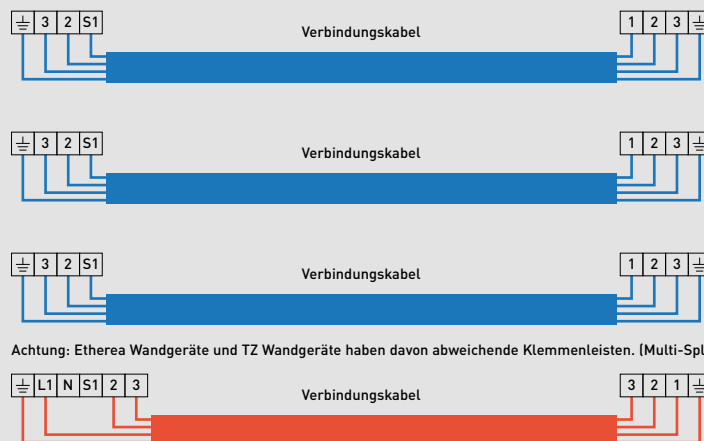 ⏚ 3 2 S1 Verbindungskabel 1 2 3 ⏚
⏚ 3 2 S1 Verbindungskabel 1 2 3 ⏚
⏚ 3 2 S1 Verbindungskabel 1 2 3 ⏚
Achtung: Etherea Wandgeräte und TZ Wandgeräte haben davon abweichende Klemmenleisten. (Multi-Spl
⏚ L1 N S1 2 3 Verbindungskabel 3 2 1 ⏚